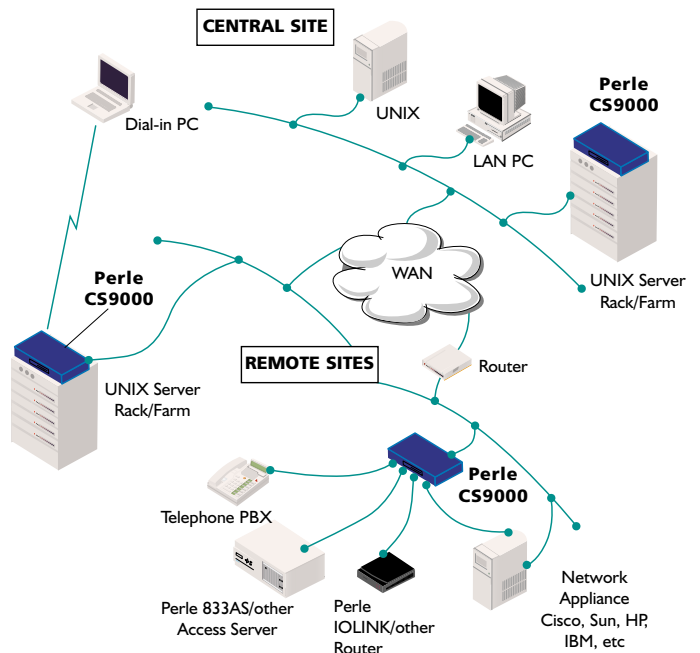 CENTRAL SITE
Dial-in PC
UNIX
LAN PC
Perle
CS9000
UNIX Server
Rack/Farm
WAN
Perle
CS9000
UNIX Server
Rack/Farm
REMOTE SITES
Router
Perle
CS9000
Telephone PBX
Perle 833AS/other
Access Server
Perle
IOLINK/other
Router
Network
Appliance
Cisco, Sun, HP,
IBM, etc